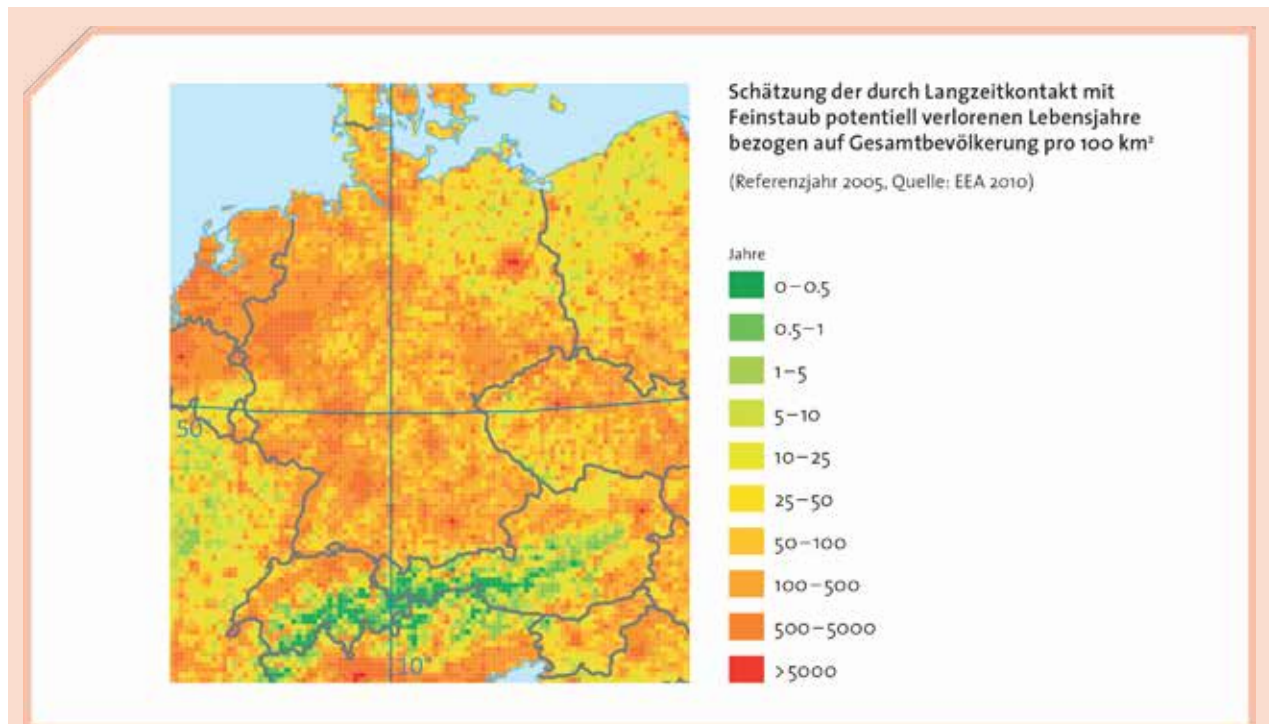 Schätzung der durch Langzeitkontakt mit
Feinstaub potentiell verlorenen Lebensjahre
bezogen auf Gesamtbevölkerung pro 100 km²
(Referenzjahr 2005, Quelle: EEA 2010)
Jahre
0–0.5
0.5–1
1–5
5–10
10–25
25–50
50–100
100–500
500–5000
>5000
50°
10°